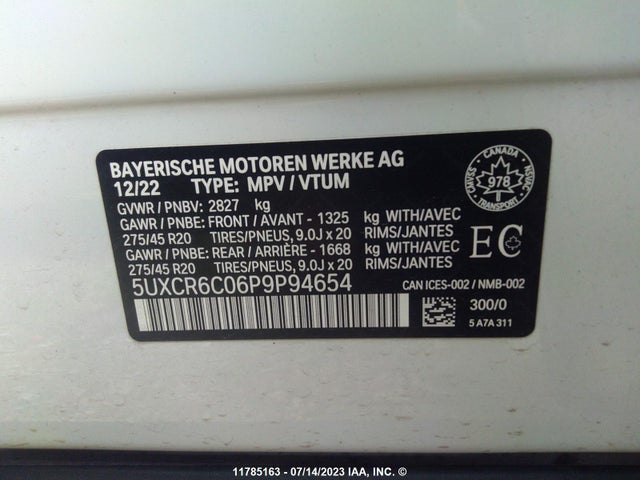 BAYERISCHE MOTOREN WERKE AG
12/22 TYPE: MPV / VTUM
GVWR / PNBV: 2827 kg
GAWR / PNBE: FRONT / AVANT - 1325 kg WITH/AVEC
275/45 R20 TIRES/PNEUS, 9.0J x 20 RIMS/JANTES
GAWR / PNBE: REAR / ARRIÈRE - 1668 kg WITH/AVEC
275/45 R20 TIRES/PNEUS, 9.0J x 20 RIMS/JANTES
5UXCR6C06P9P94654
CANADA
CMVSS
NSVAC
978
TRANSPORT
EC
CAN ICES-002 / NMB-002
300/0
5 A7A 311
11785163 - 07/14/2023 IAA, INC. ©